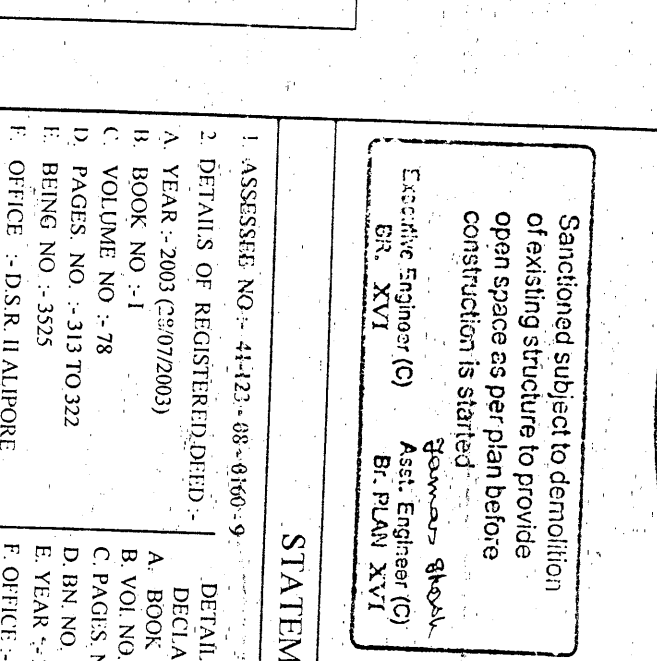 Sanctioned subject to demolition
of existing structure to provide
open space as per plan before
construction is started
Executive Engineer (C)
BR. XVI
Asst. Engineer (C)
Br. PLAN XVI
STATEM
1. ASSESSEE NO :- 41-123-08-0160-9
2. DETAILS OF REGISTERED DEED :-
A. YEAR :- 2003 (28/07/2003)
B. BOOK NO :- I
C. VOLUME NO :- 78
D. PAGES. NO. :- 313 TO 322
E. BEING NO :- 3525
F. OFFICE :- D.S.R. II ALIPORE
DETAIL
DECLA
A. BOOK
B. VOL NO.
C. PAGES. N
D. BN. NO.
E. YEAR :-
F. OFFICE :-